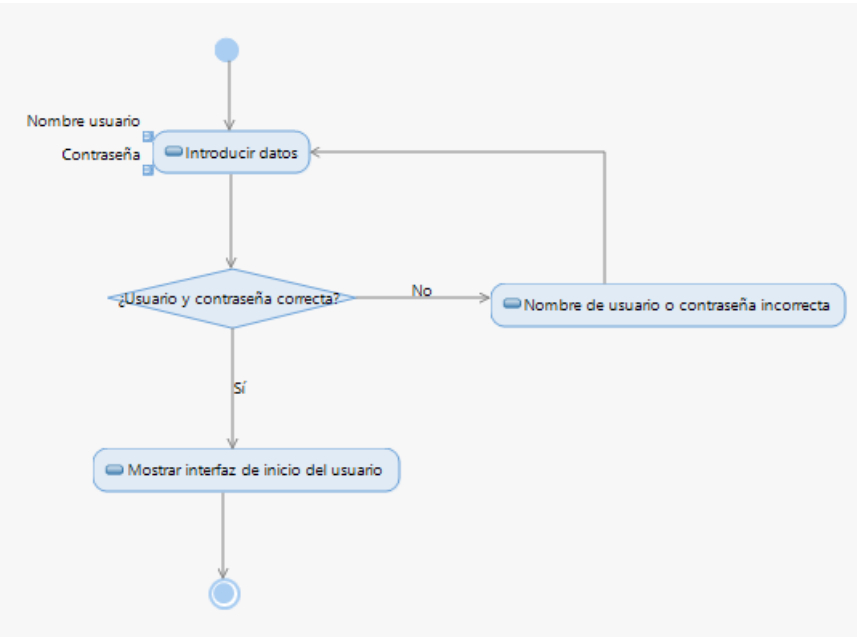 Nombre usuario
Contraseña
Introducir datos
¿Usuario y contraseña correcta?
No
Nombre de usuario o contraseña incorrecta
Sí
Mostrar interfaz de inicio del usuario